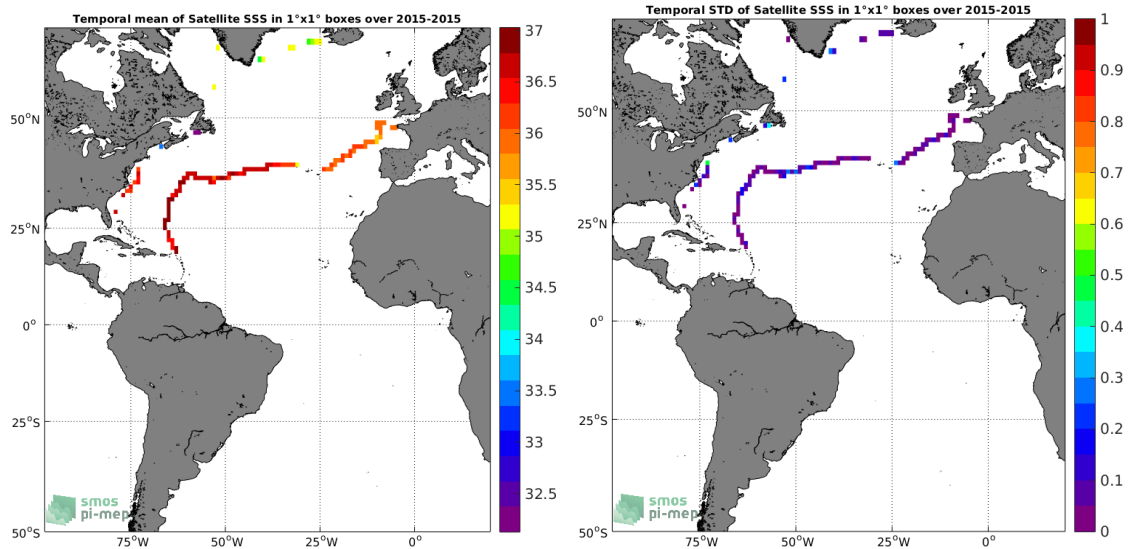 Temporal mean of Satellite SSS in 1°x1° boxes over 2015-2015
50°N
25°N
0°
25°S
50°S
75°W
50°W
25°W
0°
37
36.5
36
35.5
35
34.5
34
33.5
33
32.5
smos
pi-mep
Temporal STD of Satellite SSS in 1°x1° boxes over 2015-2015
50°N
25°N
0°
25°S
50°S
75°W
50°W
25°W
0°
1
0.9
0.8
0.7
0.6
0.5
0.4
0.3
0.2
0.1
0
smos
pi-mep